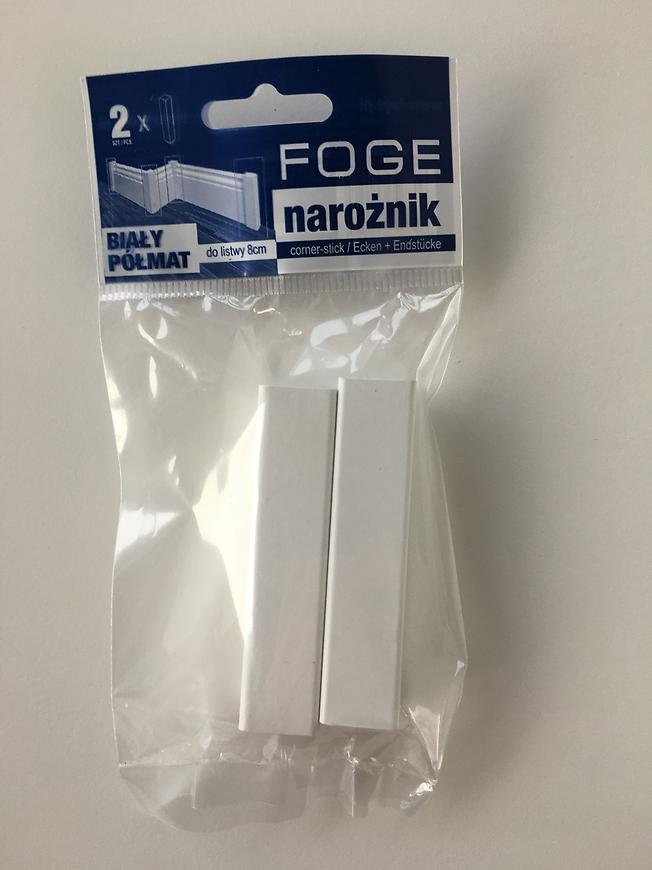 2 x
SZT./PCS.
FOGE
narożnik
corner-stick / Ecken + Endstücke
BIAŁY
PÓŁMAT
do listwy 8cm